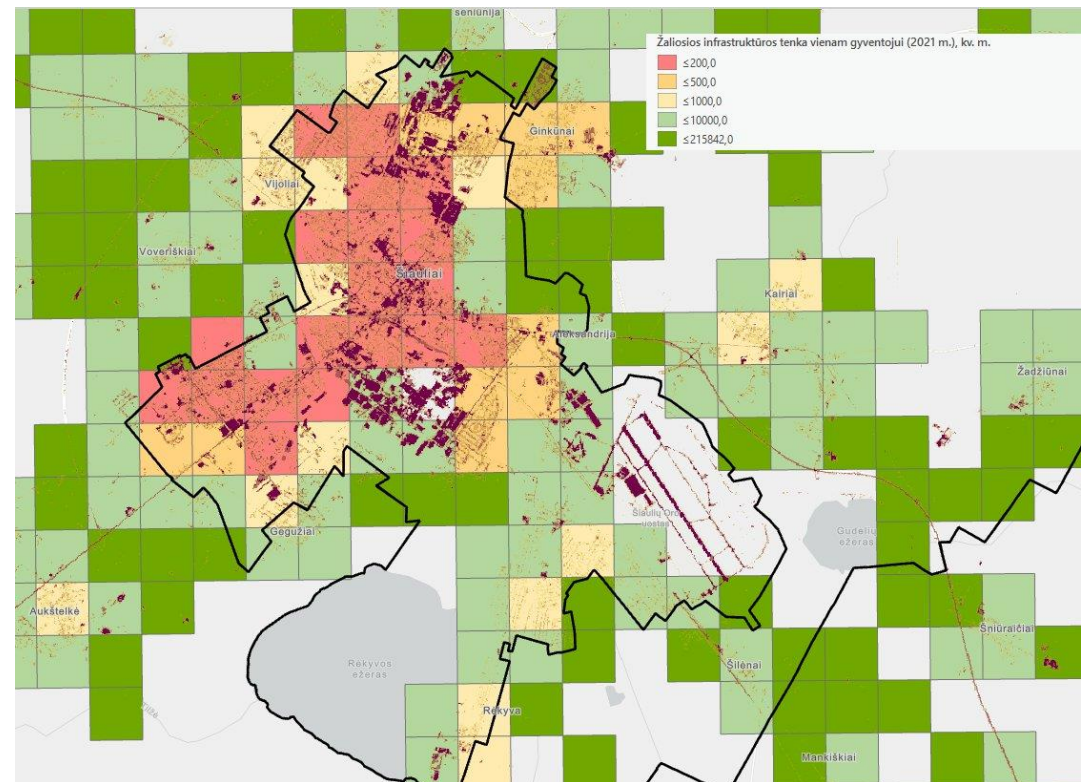 seniūnija
Žaliosios infrastruktūros tenka vienam gyventojui (2021 m.), kv. m.
≤200,0
≤500,0
≤1000,0
≤10000,0
≤215842,0
Ginkūnai
Vijoliai
Voveriškiai
Šiauliai
Kairiai
Aleksandrija
Žadžiūnai
Šiaulių Oro
uostas
Gudelių
ežeras
Gegužiai
Aukštelkė
Šniūraičiai
Rėkyvos
ežeras
Šilėnai
Rėkyva
Mankiškiai